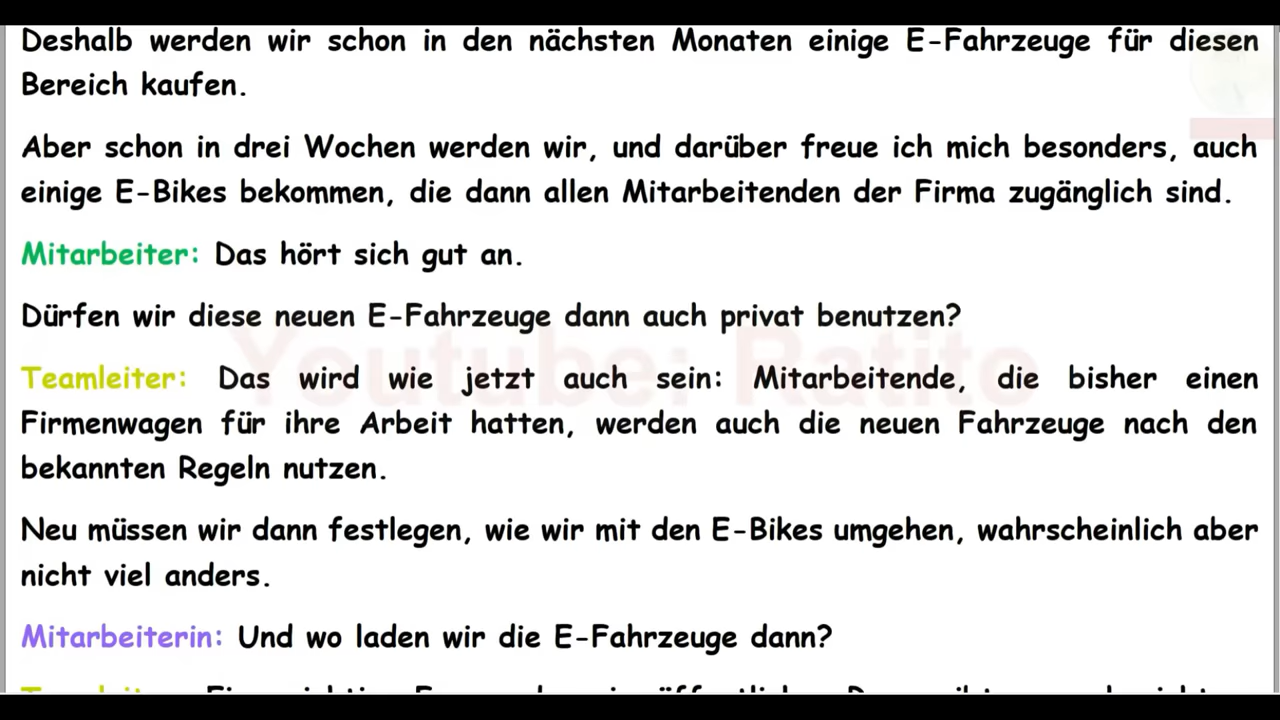 Deshalb werden wir schon in den nächsten Monaten einige E-Fahrzeuge für diesen
Bereich kaufen.
Aber schon in drei Wochen werden wir, und darüber freue ich mich besonders, auch
einige E-Bikes bekommen, die dann allen Mitarbeitenden der Firma zugänglich sind.
Mitarbeiter: Das hört sich gut an.
Dürfen wir diese neuen E-Fahrzeuge dann auch privat benutzen?
Youtube: Ratito
Teamleiter: Das wird wie jetzt auch sein: Mitarbeitende, die bisher einen
Firmenwagen für ihre Arbeit hatten, werden auch die neuen Fahrzeuge nach den
bekannten Regeln nutzen.
Neu müssen wir dann festlegen, wie wir mit den E-Bikes umgehen, wahrscheinlich aber
nicht viel anders.
Mitarbeiterin: Und wo laden wir die E-Fahrzeuge dann?